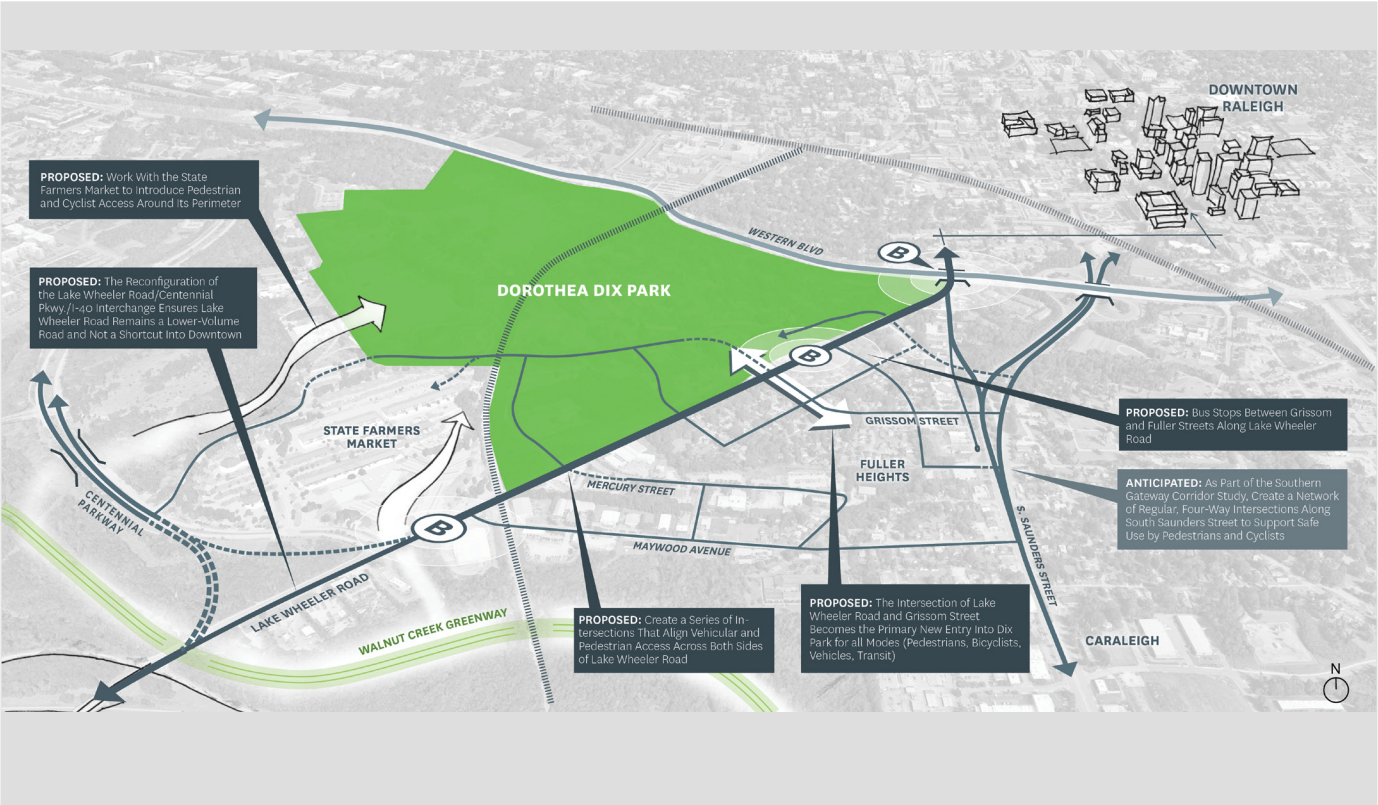 DOWNTOWN
RALEIGH
PROPOSED: Work With the State
Farmers Market to Introduce Pedestrian
and Cyclist Access Around Its Perimeter
WESTERN BLVD
B
PROPOSED: The Reconfiguration of
the Lake Wheeler Road/Centennial
Pkwy./I-40 Interchange Ensures Lake
Wheeler Road Remains a Lower-Volume
Road and Not a Shortcut Into Downtown
DOROTHEA DIX PARK
B
PROPOSED: Bus Stops Between Grissom
and Fuller Streets Along Lake Wheeler
Road
GRISSOM STREET
STATE FARMERS
MARKET
FULLER
HEIGHTS
ANTICIPATED: As Part of the Southern
Gateway Corridor Study, Create a Network
of Regular, Four-Way Intersections Along
South Saunders Street to Support Safe
Use by Pedestrians and Cyclists
MERCURY STREET
CENTENNIAL
PARKWAY
B
S. SAUNDERS STREET
MAYWOOD AVENUE
LAKE WHEELER ROAD
WALNUT CREEK GREENWAY
PROPOSED: Create a Series of In-
tersections That Align Vehicular and
Pedestrian Access Across Both Sides
of Lake Wheeler Road
PROPOSED: The Intersection of Lake
Wheeler Road and Grissom Street
Becomes the Primary New Entry Into Dix
Park for all Modes (Pedestrians, Bicyclists,
Vehicles, Transit)
CARALEIGH
N